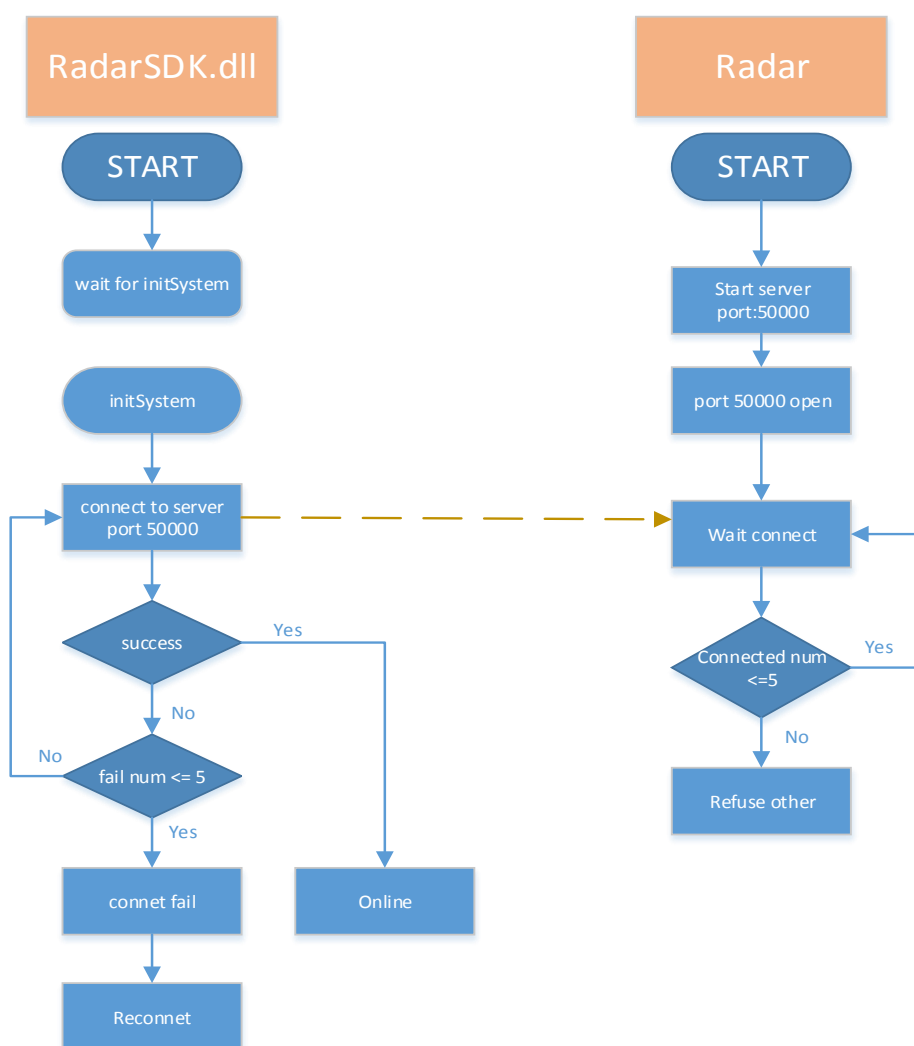 RadarSDK.dll
START
wait for initSystem
initSystem
connect to server
port 50000
success
Yes
No
No
fail num <= 5
Yes
connet fail
Online
Reconnet
Radar
START
Start server
port:50000
port 50000 open
Wait connect
Connected num
<=5
Yes
No
Refuse other